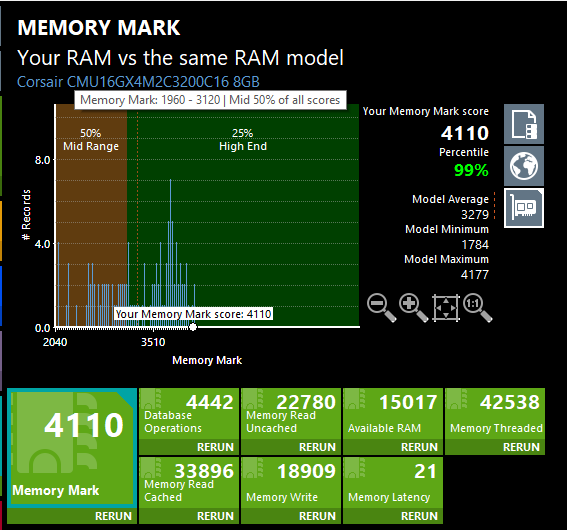 MEMORY MARK
Your RAM vs the same RAM model
Corsair CMU16GX4M2C3200C16 8GB
Memory Mark: 1960 - 3120 | Mid 50% of all scores
Your Memory Mark score
4110
Percentile
99%
Model Average
3279
Model Minimum
1784
Model Maximum
4177
1:1
50%
Mid Range
25%
High End
# Records
8.0
4.0
0.0
Your Memory Mark score: 4110
2040
3510
Memory Mark
4110
Memory Mark
RERUN
4442
Database
Operations
RERUN
22780
Memory Read
Uncached
RERUN
15017
Available RAM
RERUN
42538
Memory Threaded
RERUN
33896
Memory Read
Cached
RERUN
18909
Memory Write
RERUN
21
Memory Latency
RERUN